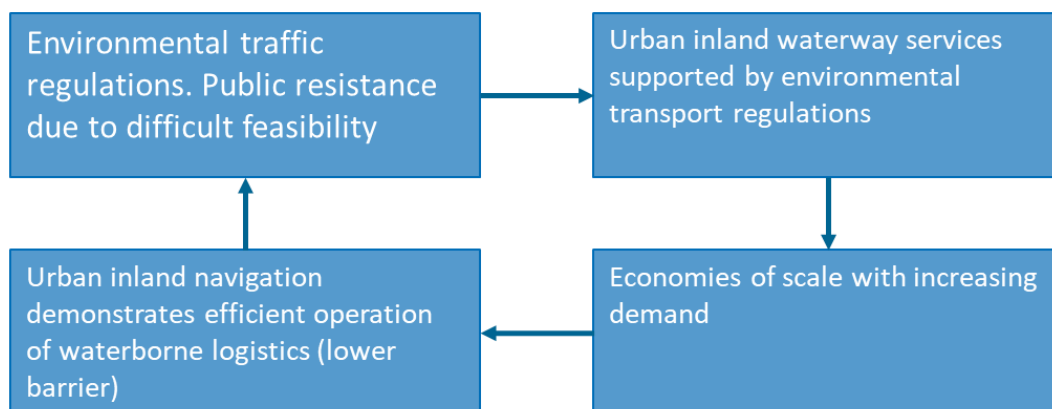 Environmental traffic
regulations. Public resistance
due to difficult feasibility
Urban inland waterway services
supported by environmental
transport regulations
Urban inland navigation
demonstrates efficient operation
of waterborne logistics (lower
barrier)
Economies of scale with increasing
demand